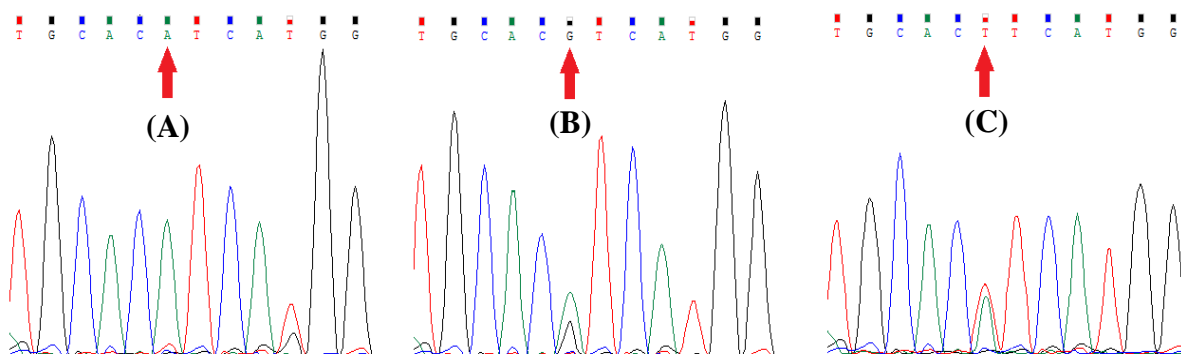 T G C A C A T C A T G G
(A)
T G C A C G T C A T G G
(B)
T G C A C T T C A T G G
(C)